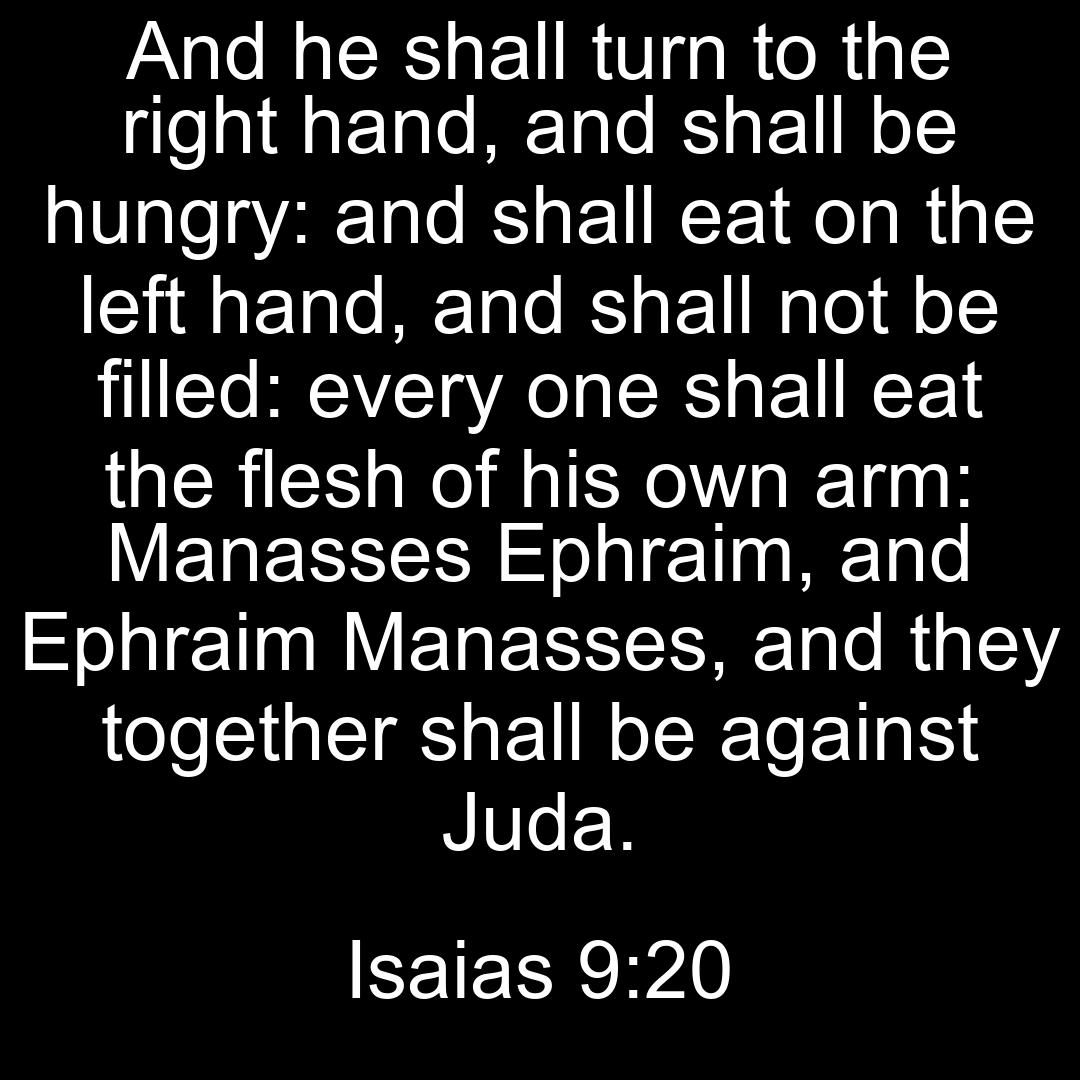 And he shall turn to the
right hand, and shall be
hungry: and shall eat on the
left hand, and shall not be
filled: every one shall eat
the flesh of his own arm:
Manasses Ephraim, and
Ephraim Manasses, and they
together shall be against
Juda.
Isaias 9:20